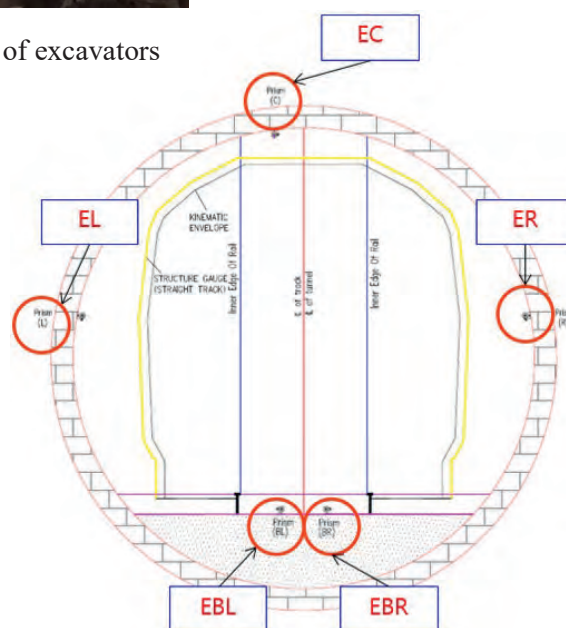 of excavators
EC
Prism
(C)
EL
ER
KINEMATIC
ENVELOPE
STRUCTURE GAUGE
(STRAIGHT TRACK)
Inner Edge Of Rail
℄ of track
℄ of tunnel
Inner Edge Of Rail
Prism
(L)
Prism
(BL)
Prism
(BR)
EBL
EBR